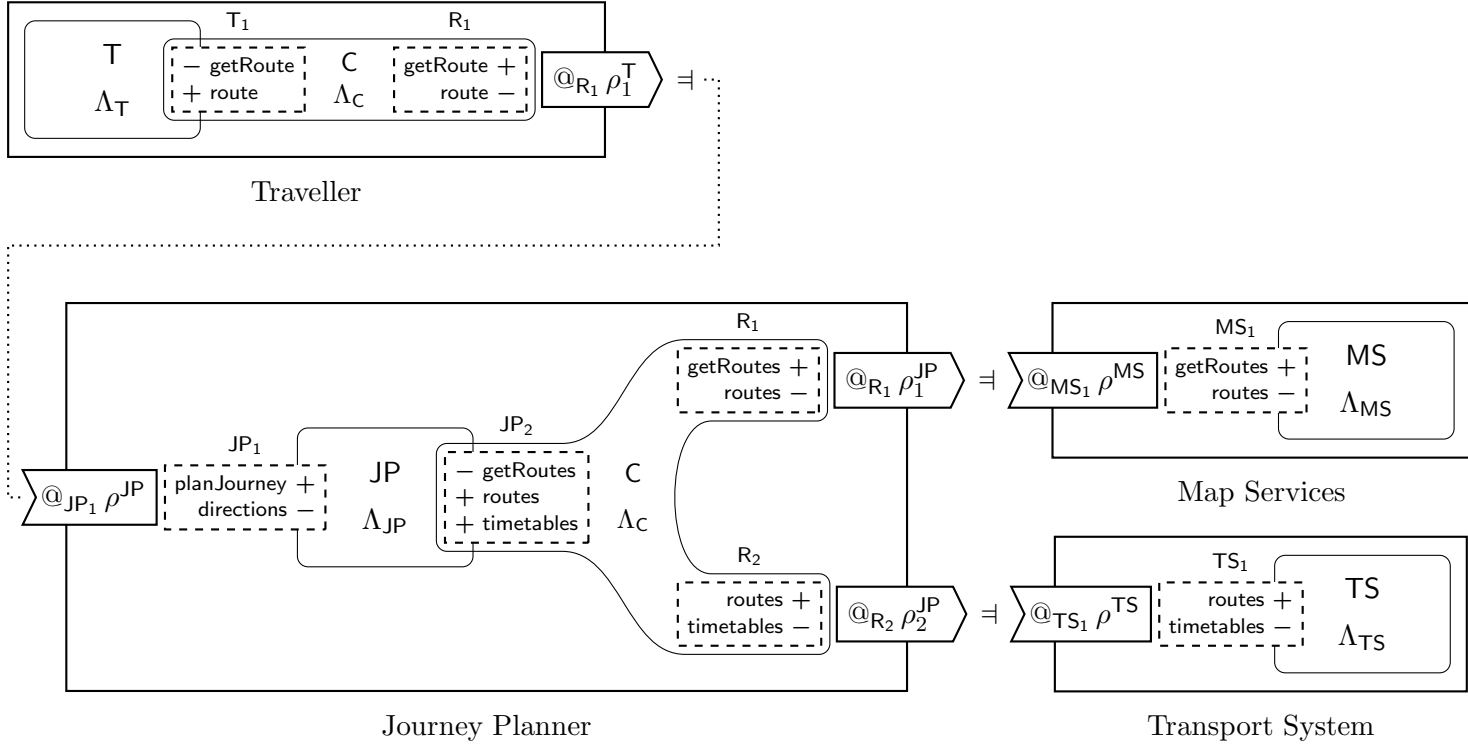 T₁ R₁
T
Λ_T
− getRoute
+ route
C
Λ_C
getRoute +
route −
@_R₁ ρ₁^T
⫤
Traveller
@_JP₁ ρ^JP
JP₁
planJourney +
directions −
JP
Λ_JP
JP₂
− getRoutes
+ routes
+ timetables
C
Λ_C
R₁
getRoutes +
routes −
@_R₁ ρ₁^JP
⫤
R₂
routes +
timetables −
@_R₂ ρ₂^JP
⫤
Journey Planner
@_MS₁ ρ^MS
MS₁
getRoutes +
routes −
MS
Λ_MS
Map Services
@_TS₁ ρ^TS
TS₁
routes +
timetables −
TS
Λ_TS
Transport System